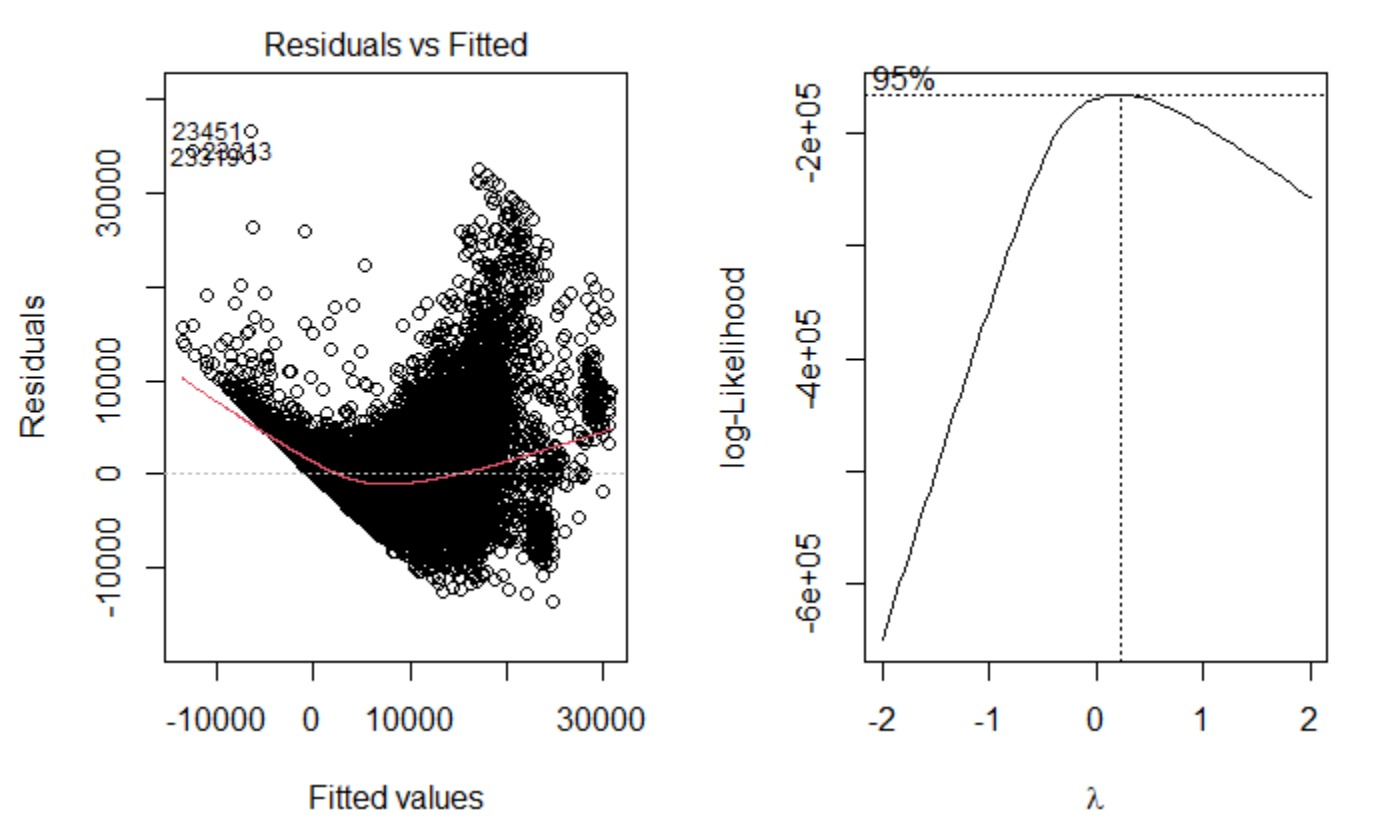 Residuals vs Fitted
23451
23313
Residuals
-10000 0 10000 30000
-10000 0 10000 30000
Fitted values
95%
log-Likelihood
-6e+05 -4e+05 -2e+05
-2 -1 0 1 2
λ